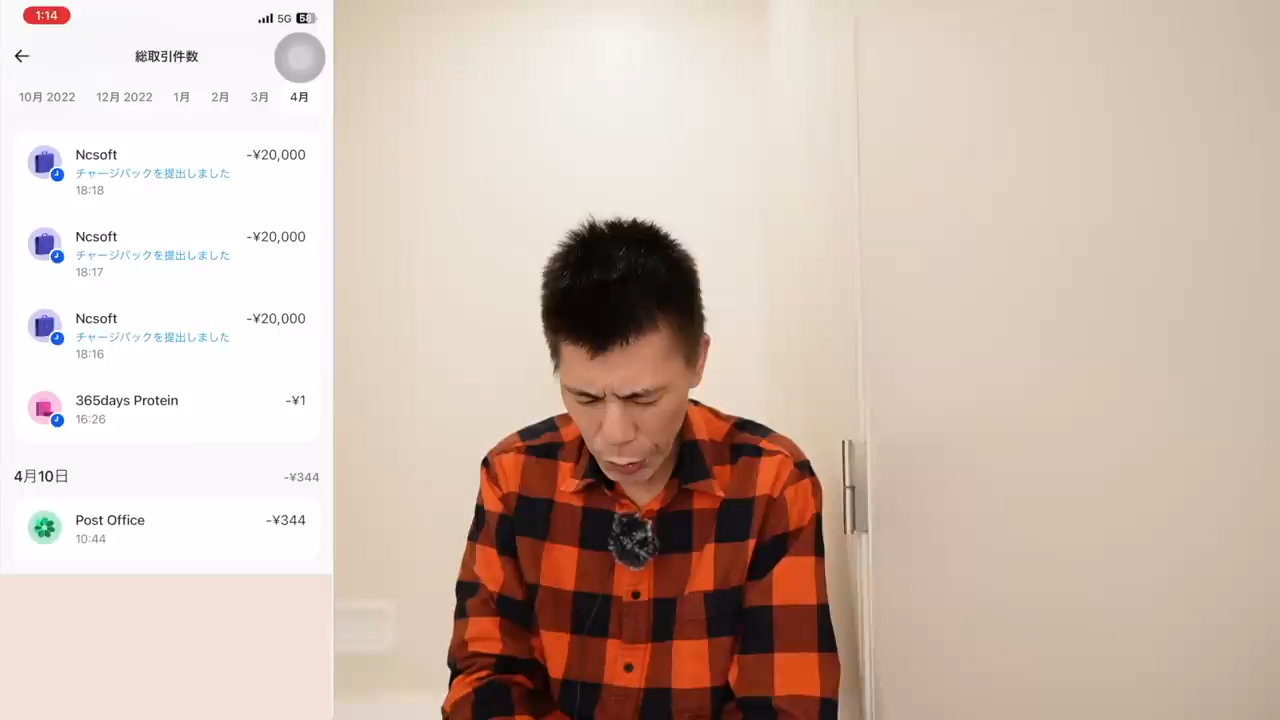 1:14
5G 58
総取引件数
10月 2022 12月 2022 1月 2月 3月 4月
Ncsoft -¥20,000
チャージバックを提出しました
18:18
Ncsoft -¥20,000
チャージバックを提出しました
18:17
Ncsoft -¥20,000
チャージバックを提出しました
18:16
365days Protein -¥1
16:26
4月10日 -¥344
Post Office -¥344
10:44